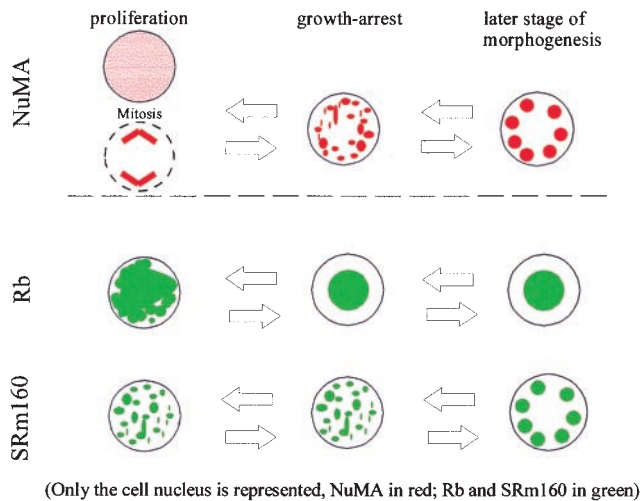 proliferation
growth-arrest
later stage of
morphogenesis
NuMA
Mitosis
Rb
SRm160
(Only the cell nucleus is represented, NuMA in red; Rb and SRm160 in green)